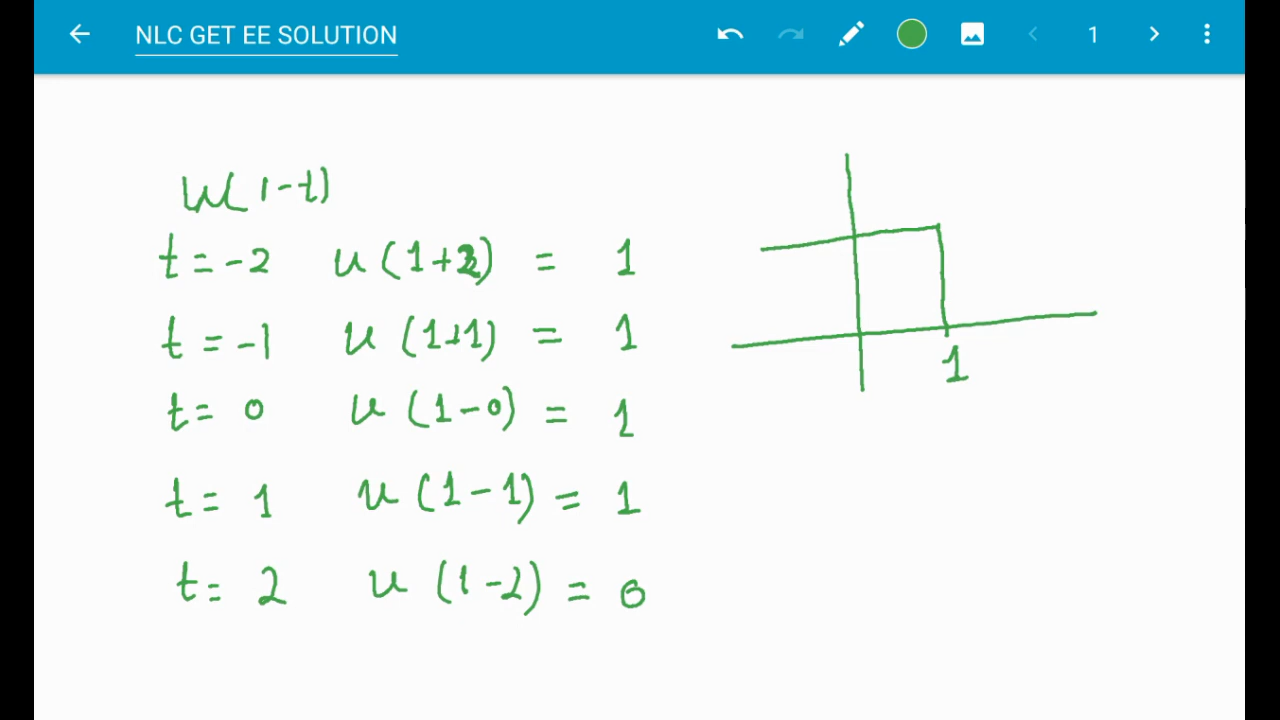 NLC GET EE SOLUTION
1
u(1-t)
t = -2 u(1+2) = 1
t = -1 u(1+1) = 1
t = 0 u(1-0) = 1
t = 1 u(1-1) = 1
t = 2 u(1-2) = 0
1